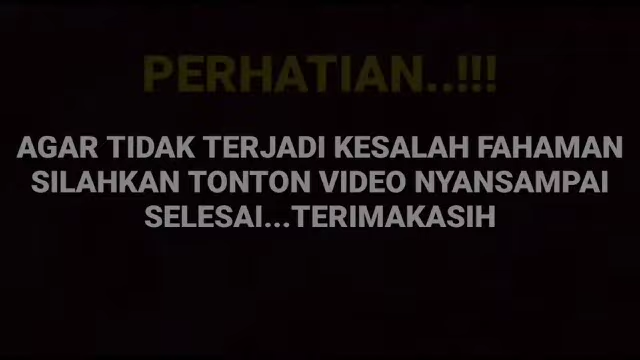 PERHATIAN..!!!
AGAR TIDAK TERJADI KESALAH FAHAMAN
SILAHKAN TONTON VIDEO NYANSAMPAI
SELESAI...TERIMAKASIH